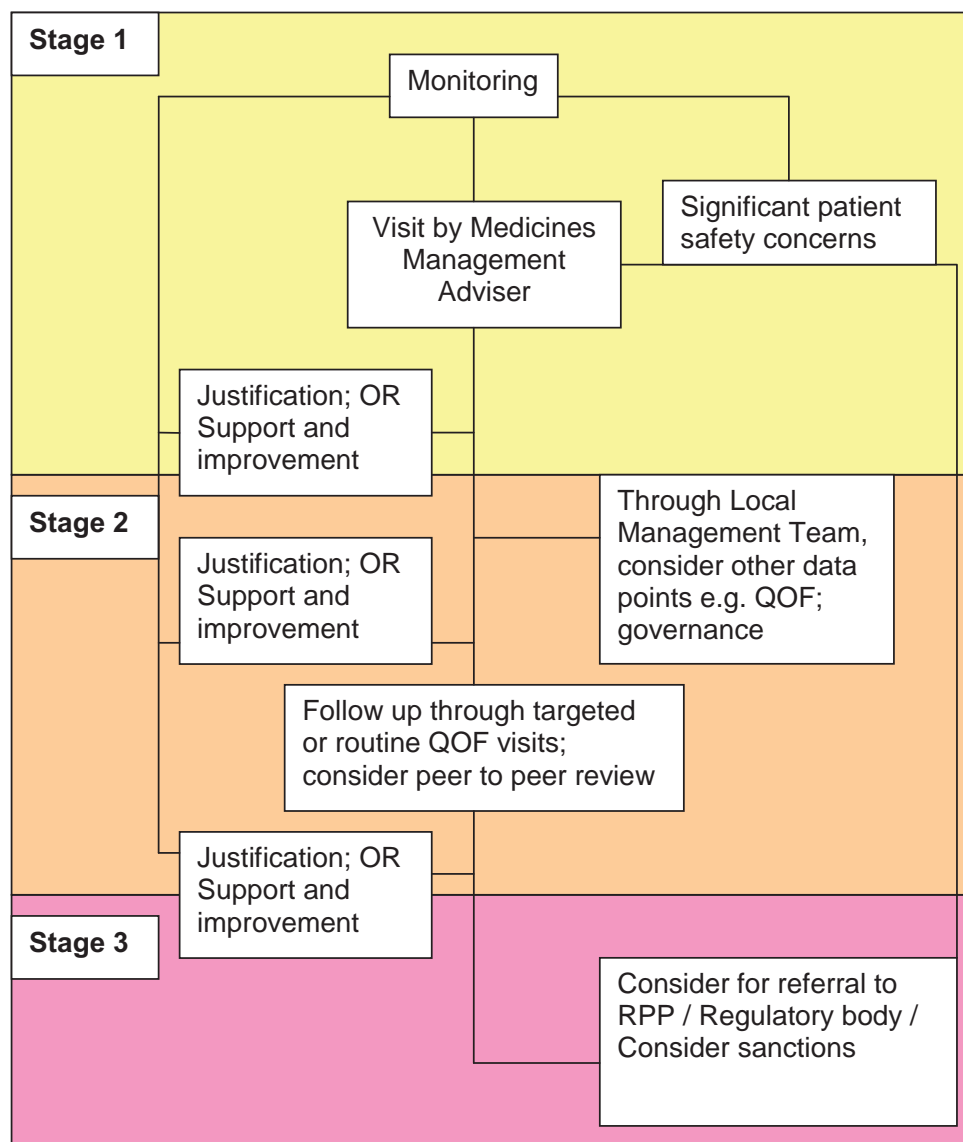 Stage 1
Monitoring
Significant patient
safety concerns
Visit by Medicines
Management
Adviser
Justification; OR
Support and
improvement
Stage 2
Through Local
Management Team,
consider other data
points e.g. QOF;
governance
Justification; OR
Support and
improvement
Follow up through targeted
or routine QOF visits;
consider peer to peer review
Justification; OR
Support and
improvement
Stage 3
Consider for referral to
RPP / Regulatory body /
Consider sanctions